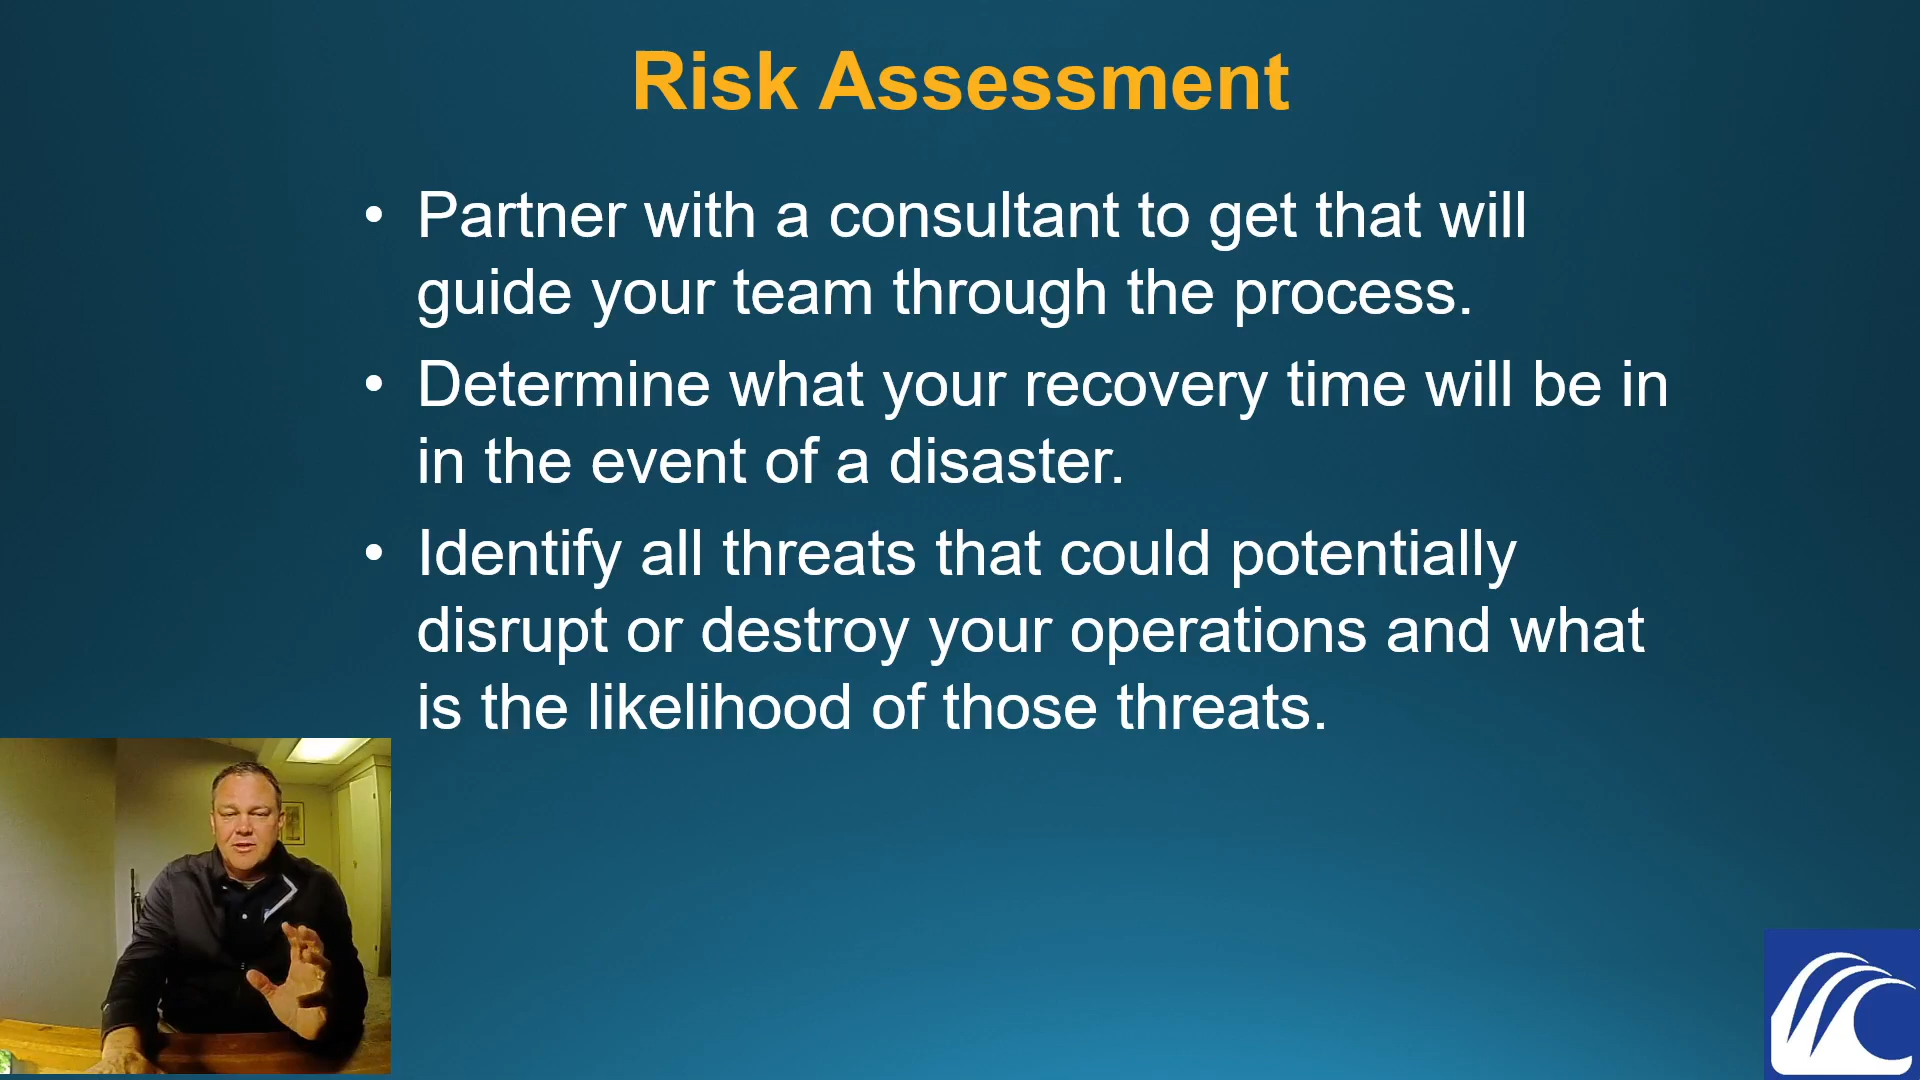 Risk Assessment
• Partner with a consultant to get that will
guide your team through the process.
• Determine what your recovery time will be in
in the event of a disaster.
• Identify all threats that could potentially
disrupt or destroy your operations and what
is the likelihood of those threats.